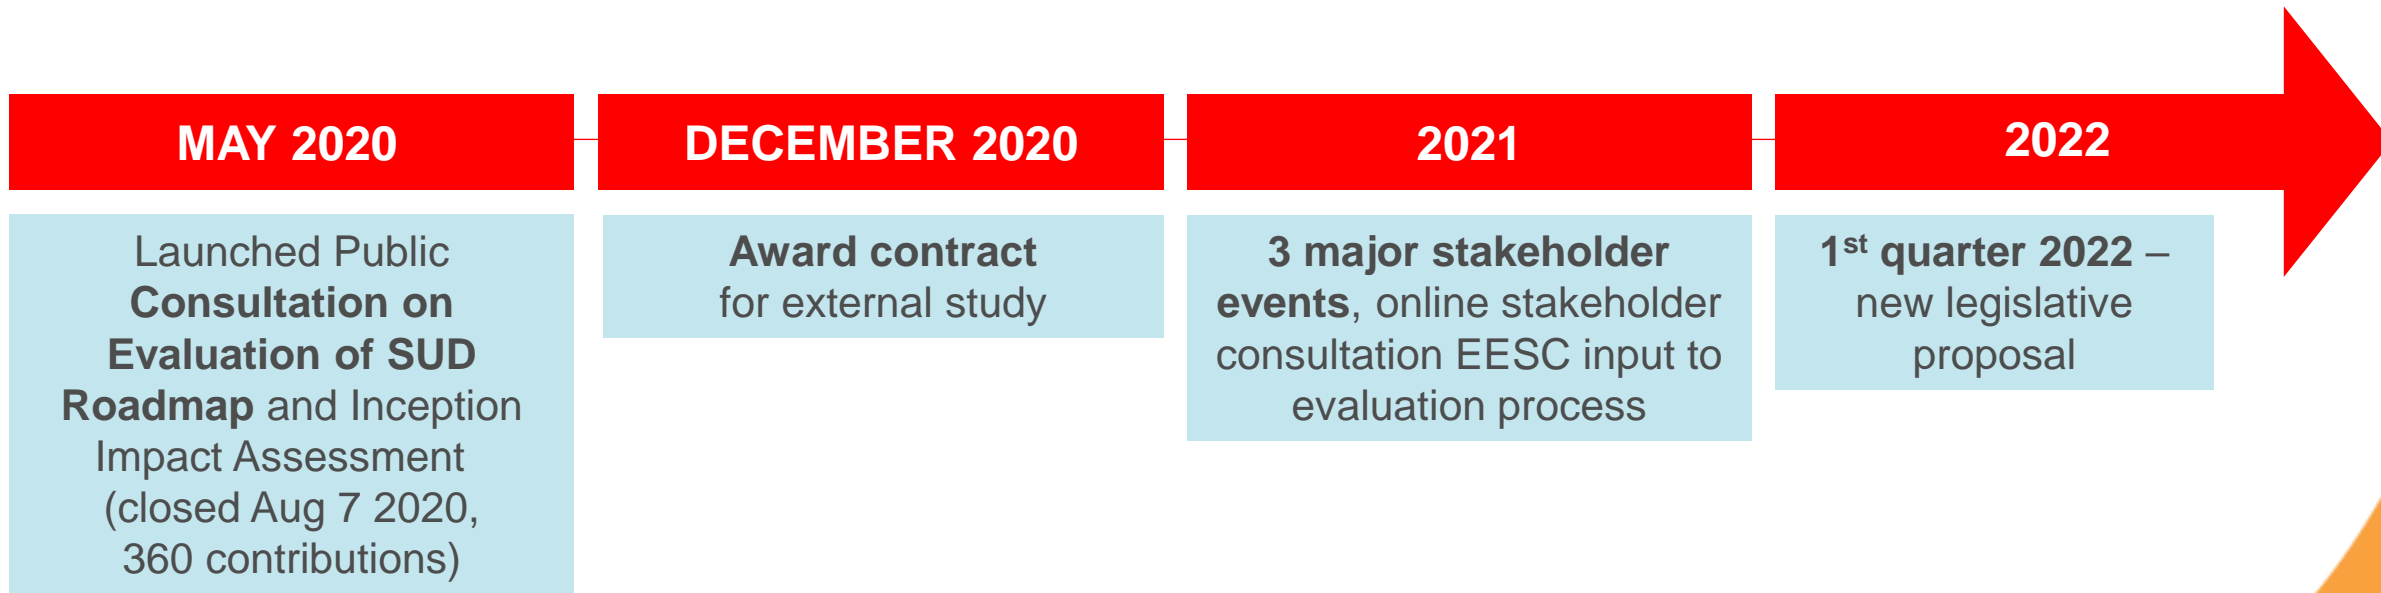 MAY 2020
DECEMBER 2020
2021
2022
Launched Public
Consultation on
Evaluation of SUD
Roadmap and Inception
Impact Assessment
(closed Aug 7 2020,
360 contributions)
Award contract
for external study
3 major stakeholder
events, online stakeholder
consultation EESC input to
evaluation process
1st quarter 2022 –
new legislative
proposal